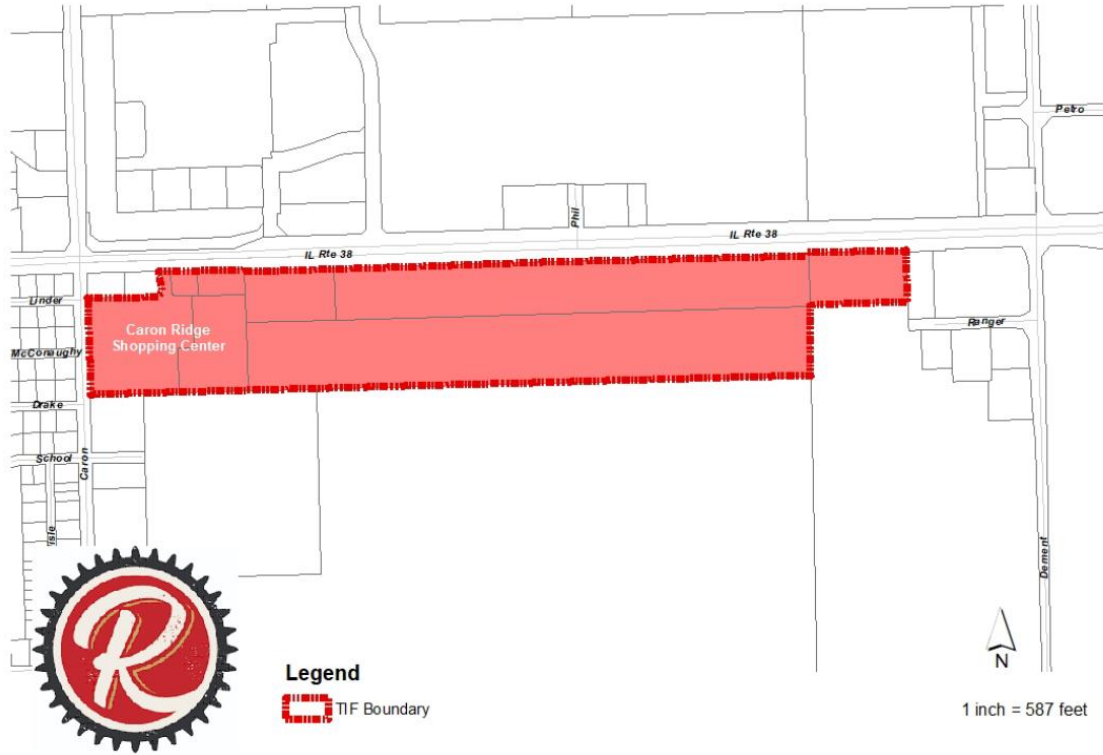 Petro
Phil
IL Rte 38
IL Rte 38
Linder
Caron Ridge
Shopping Center
Ranger
McConaughy
Drake
School
Caron
isle
Dement
R
N
Legend
TIF Boundary
1 inch = 587 feet